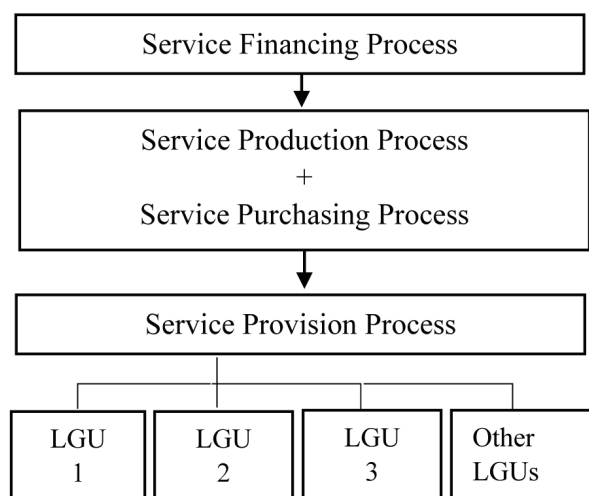 Service Financing Process
Service Production Process
+
Service Purchasing Process
Service Provision Process
LGU
1
LGU
2
LGU
3
Other
LGUs